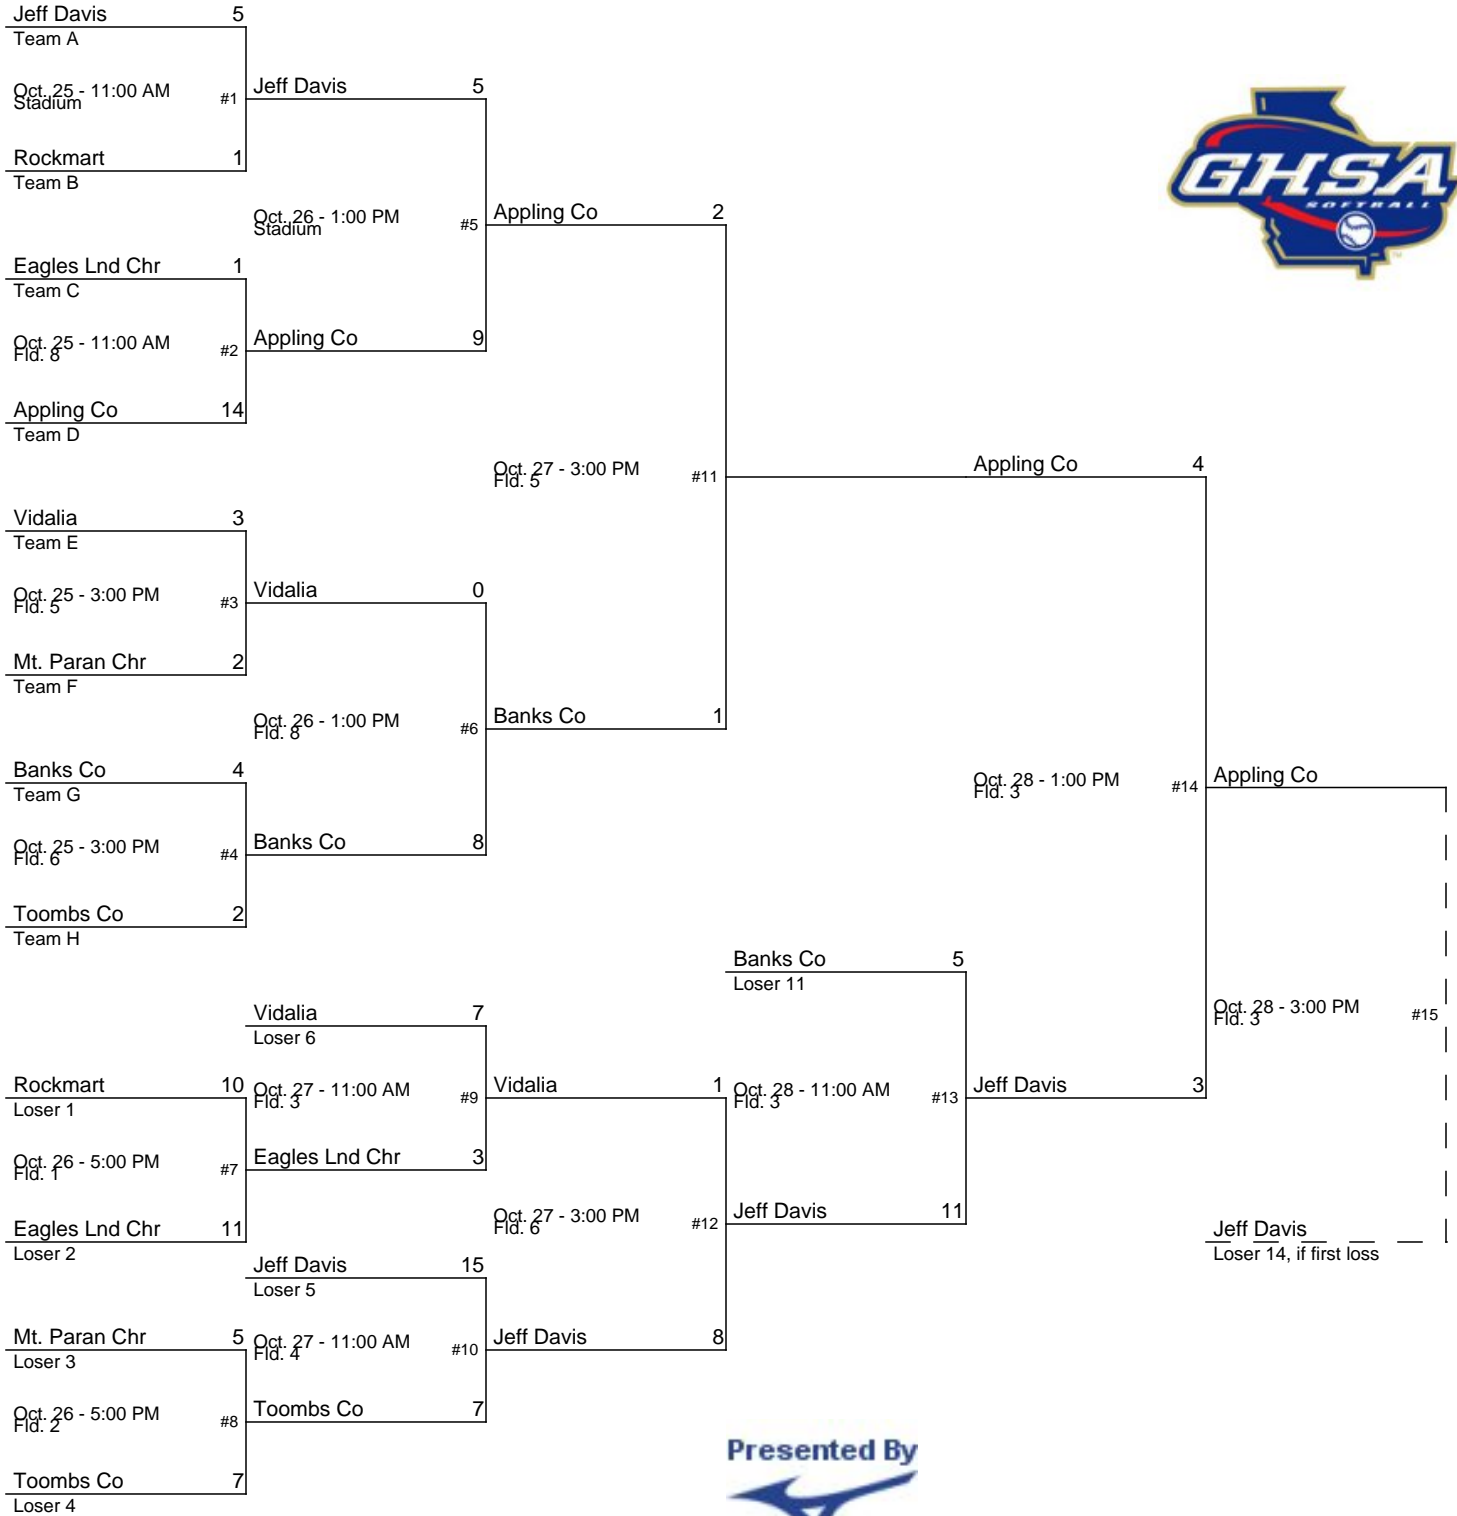 Jeff Davis 5
Team A
Oct. 25 - 11:00 AM
Stadium
#1
Rockmart 1
Team B
Jeff Davis 5
Oct. 26 - 1:00 PM
Stadium
#5
Eagles Lnd Chr 1
Team C
Oct. 25 - 11:00 AM
Fld. 8
#2
Appling Co 14
Team D
Appling Co 9
Appling Co 2
GHSA
SOFTBALL
TM
Oct. 27 - 3:00 PM
Fld. 5
#11
Vidalia 3
Team E
Oct. 25 - 3:00 PM
Fld. 5
#3
Mt. Paran Chr 2
Team F
Vidalia 0
Oct. 26 - 1:00 PM
Fld. 8
#6
Banks Co 4
Team G
Oct. 25 - 3:00 PM
Fld. 6
#4
Toombs Co 2
Team H
Banks Co 8
Banks Co 1
Appling Co 4
Oct. 28 - 1:00 PM
Fld. 3
#14
Appling Co
Vidalia 7
Loser 6
Rockmart 10
Loser 1
Oct. 26 - 5:00 PM
Fld. 1
#7
Eagles Lnd Chr 11
Loser 2
Oct. 27 - 11:00 AM
Fld. 3
#9
Eagles Lnd Chr 3
Vidalia 1
Oct. 27 - 3:00 PM
Fld. 6
#12
Jeff Davis 15
Loser 5
Mt. Paran Chr 5
Loser 3
Oct. 26 - 5:00 PM
Fld. 2
#8
Toombs Co 7
Loser 4
Oct. 27 - 11:00 AM
Fld. 4
#10
Toombs Co 7
Jeff Davis 8
Banks Co 5
Loser 11
Oct. 28 - 11:00 AM
Fld. 3
#13
Jeff Davis 11
Jeff Davis 3
Oct. 28 - 3:00 PM
Fld. 3
#15
Jeff Davis
Loser 14, if first loss
Presented By